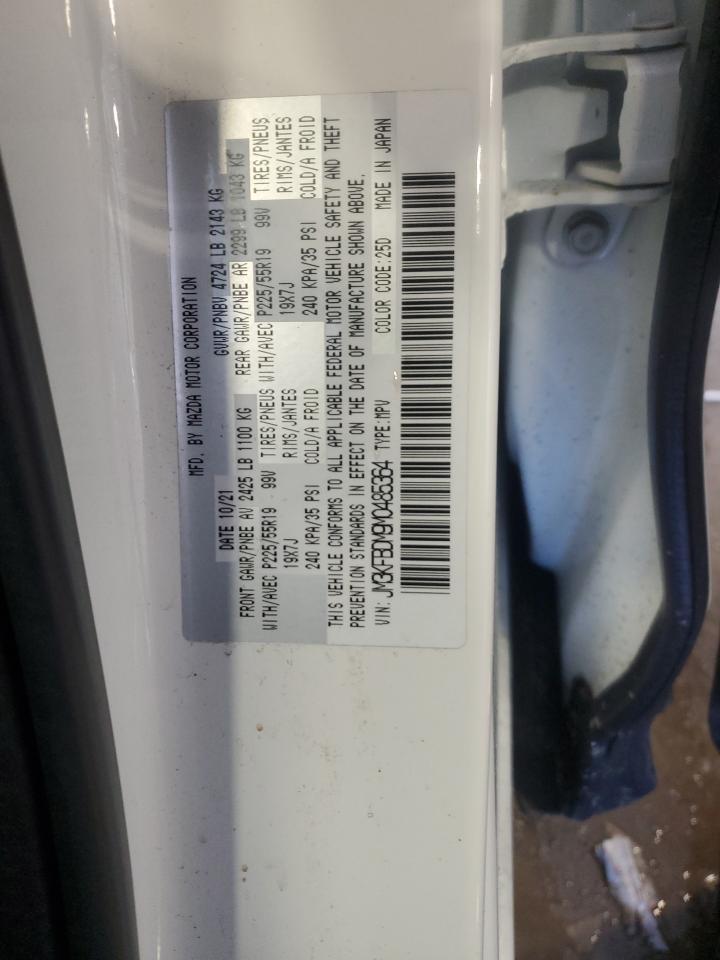 MFD. BY MAZDA MOTOR CORPORATION
DATE 10/21 GVWR/PNBV 4724 LB 2143 KG
FRONT GAWR/PNBE AV 2425 LB 1100 KG REAR GAWR/PNBE AR 2299 LB 1043 KG
WITH/AVEC P225/55R19 99V TIRES/PNEUS WITH/AVEC P225/55R19 99V TIRES/PNEUS
19X7J RIMS/JANTES 19X7J RIMS/JANTES
240 KPA/35 PSI COLD/A FROID 240 KPA/35 PSI COLD/A FROID
THIS VEHICLE CONFORMS TO ALL APPLICABLE FEDERAL MOTOR VEHICLE SAFETY AND THEFT
PREVENTION STANDARDS IN EFFECT ON THE DATE OF MANUFACTURE SHOWN ABOVE.
VIN: JM3KFBDM9M0485364 TYPE: MPV COLOR CODE: 25D MADE IN JAPAN